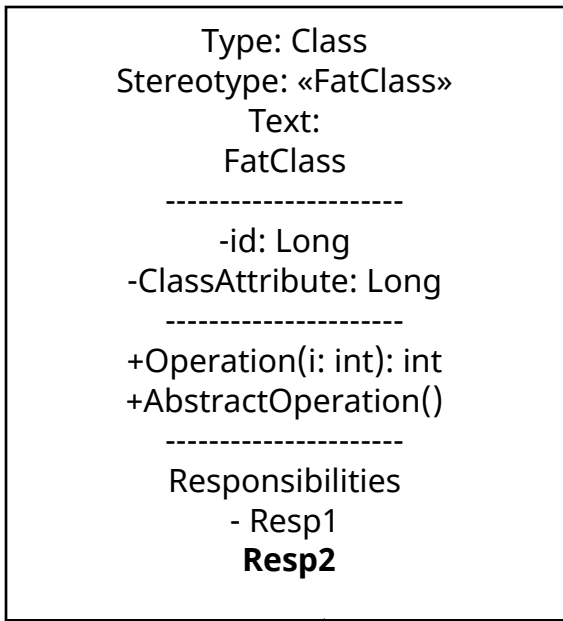 Type: Class
Stereotype: «FatClass»
Text:
FatClass
----------------------
-id: Long
-ClassAttribute: Long
----------------------
+Operation(i: int): int
+AbstractOperation()
----------------------
Responsibilities
- Resp1
Resp2